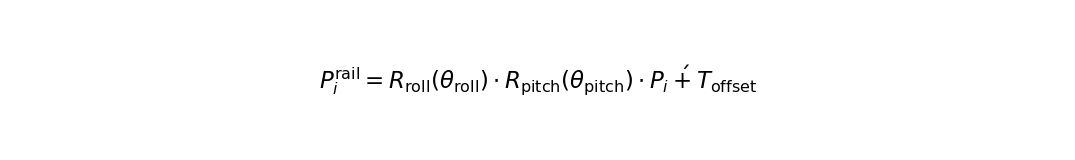 P_i^rail = R_roll(θ_roll) · R_pitch(θ_pitch) · P_i +́ T_offset